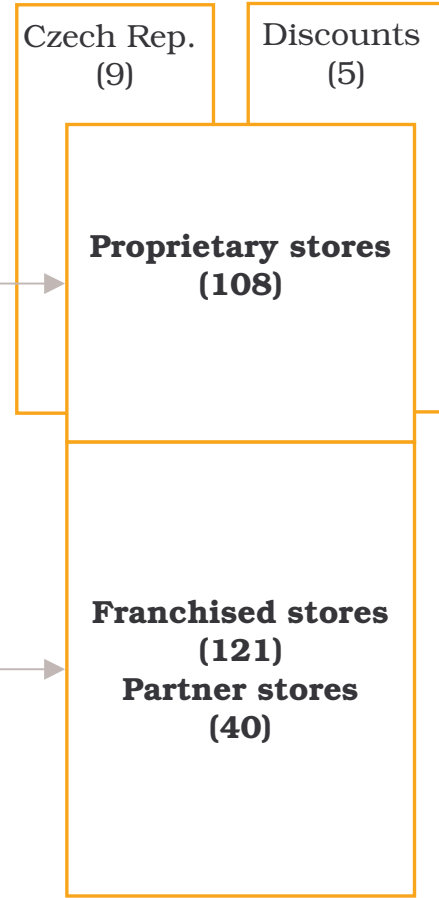 Czech Rep.
(9)
Discounts
(5)
Proprietary stores
(108)
Franchised stores
(121)
Partner stores
(40)